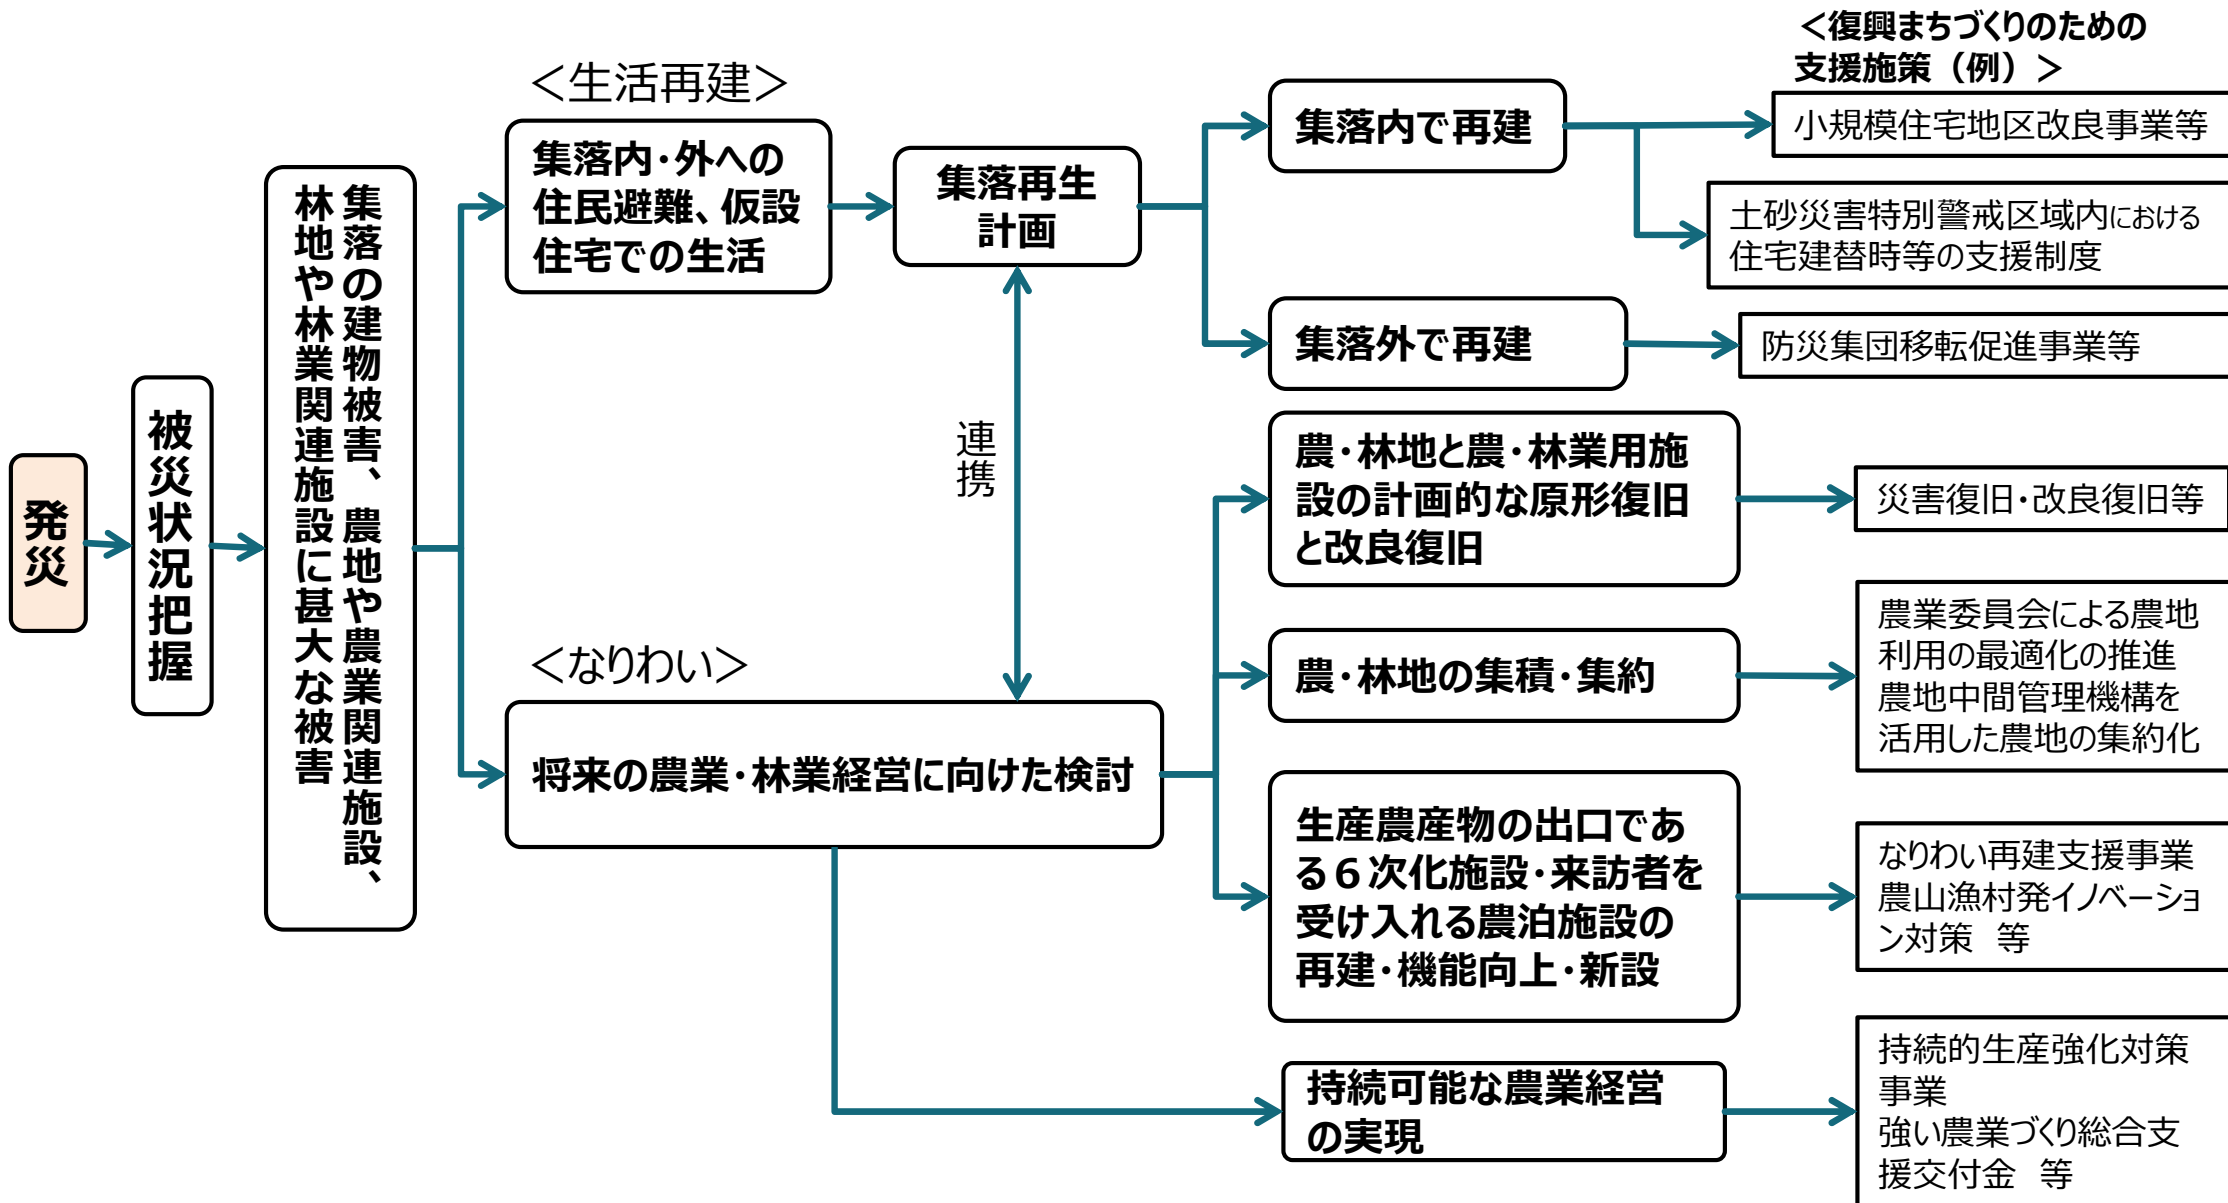 発災
被災状況把握
集落の建物被害、農地や農業関連施設、
林地や林業関連施設に甚大な被害
＜生活再建＞
集落内・外への
住民避難、仮設
住宅での生活
集落再生
計画
連携
＜なりわい＞
将来の農業・林業経営に向けた検討
集落内で再建
集落外で再建
農・林地と農・林業用施
設の計画的な原形復旧
と改良復旧
農・林地の集積・集約
生産農産物の出口であ
る６次化施設・来訪者を
受け入れる農泊施設の
再建・機能向上・新設
持続可能な農業経営
の実現
＜復興まちづくりのための
支援施策（例）＞
小規模住宅地区改良事業等
土砂災害特別警戒区域内における
住宅建替時等の支援制度
防災集団移転促進事業等
災害復旧・改良復旧等
農業委員会による農地
利用の最適化の推進
農地中間管理機構を
活用した農地の集約化
なりわい再建支援事業
農山漁村発イノベーショ
ン対策　等
持続的生産強化対策
事業
強い農業づくり総合支
援交付金　等